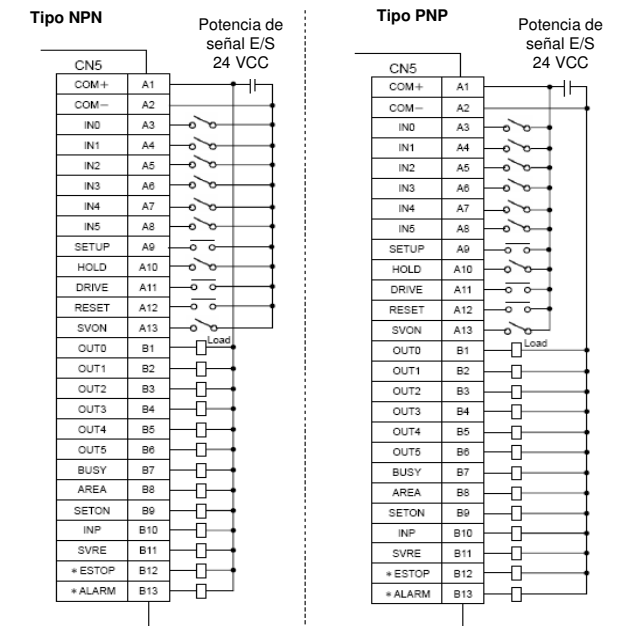 Tipo NPN
Potencia de
señal E/S
24 VCC
CN5
COM+ A1
COM− A2
IN0 A3
IN1 A4
IN2 A5
IN3 A6
IN4 A7
IN5 A8
SETUP A9
HOLD A10
DRIVE A11
RESET A12
SVON A13
Load
OUT0 B1
OUT1 B2
OUT2 B3
OUT3 B4
OUT4 B5
OUT5 B6
BUSY B7
AREA B8
SETON B9
INP B10
SVRE B11
*ESTOP B12
*ALARM B13
Tipo PNP
Potencia de
señal E/S
24 VCC
CN5
COM+ A1
COM− A2
IN0 A3
IN1 A4
IN2 A5
IN3 A6
IN4 A7
IN5 A8
SETUP A9
HOLD A10
DRIVE A11
RESET A12
SVON A13
Load
OUT0 B1
OUT1 B2
OUT2 B3
OUT3 B4
OUT4 B5
OUT5 B6
BUSY B7
AREA B8
SETON B9
INP B10
SVRE B11
*ESTOP B12
*ALARM B13